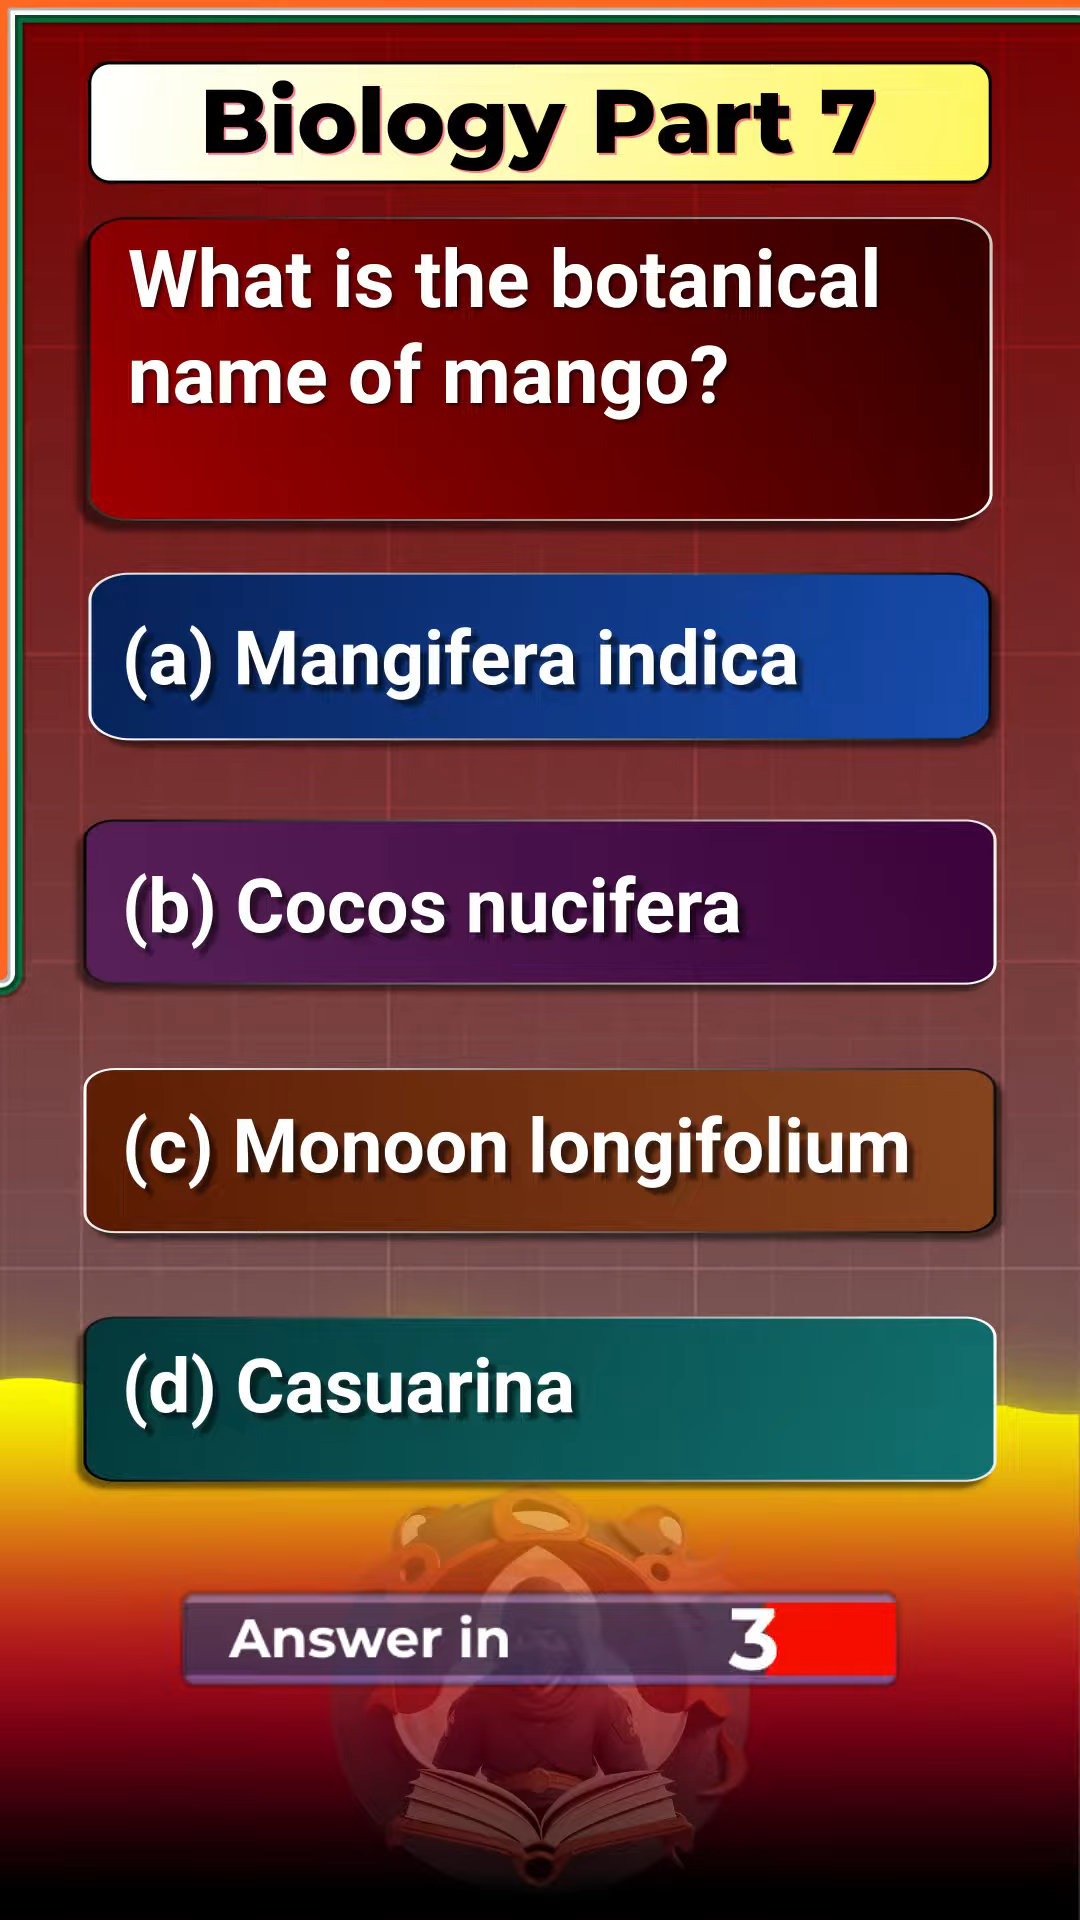 Biology Part 7
What is the botanical
name of mango?
(a) Mangifera indica
(b) Cocos nucifera
(c) Monoon longifolium
(d) Casuarina
Answer in 3